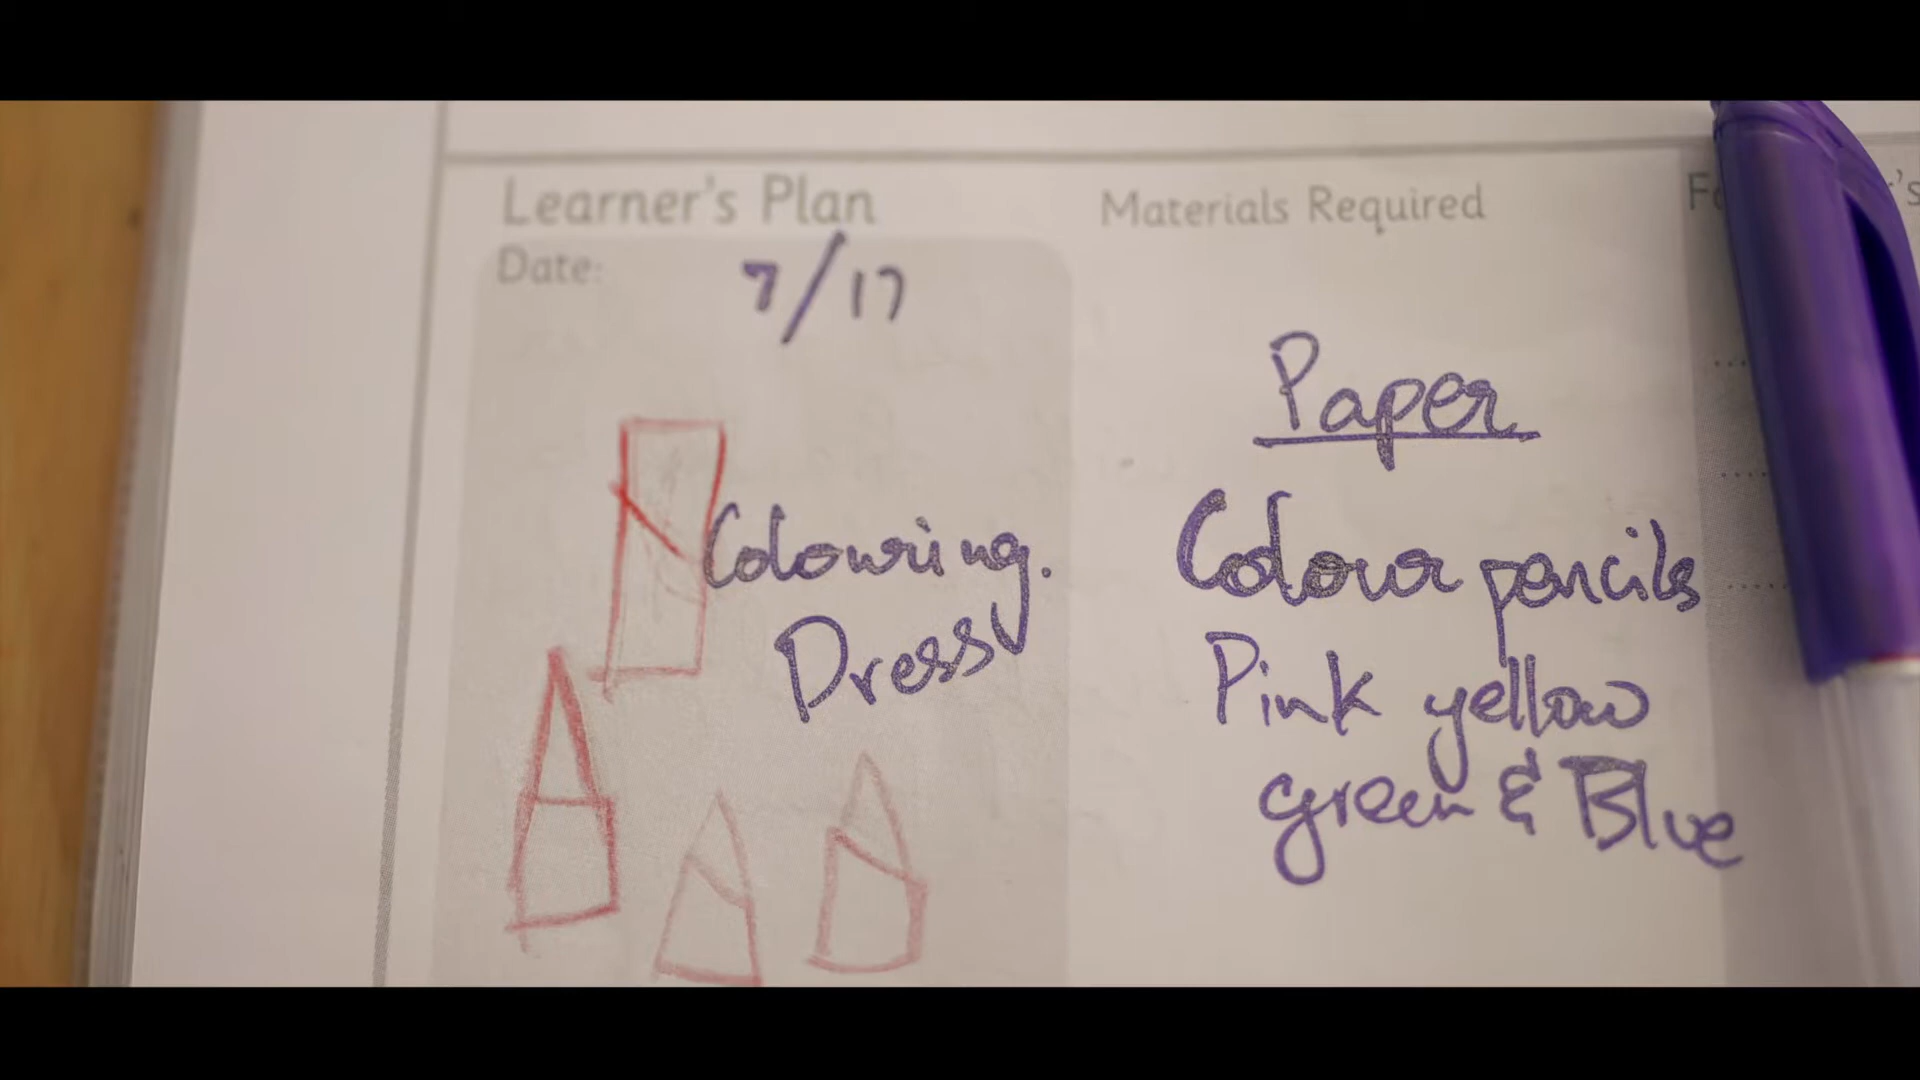 Learner's Plan
Date: 7/17
Colouring.
Dress
Materials Required
Paper
Colour pencils
Pink yellow
green & Blue